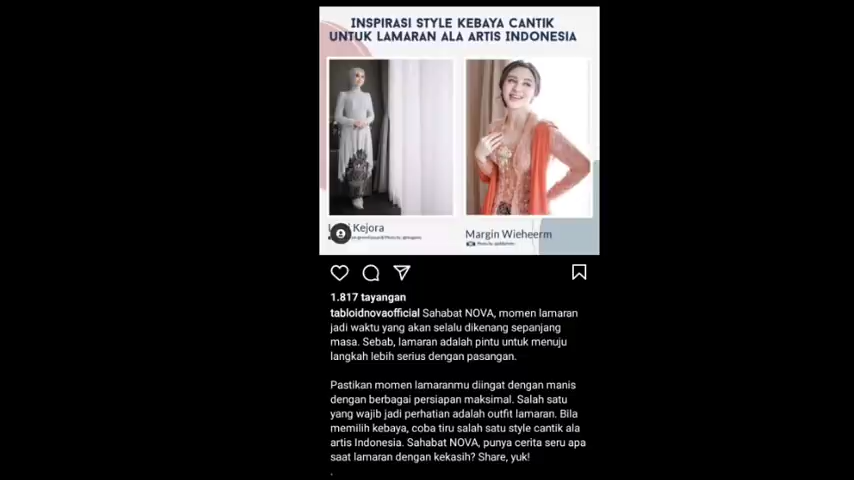 INSPIRASI STYLE KEBAYA CANTIK
UNTUK LAMARAN ALA ARTIS INDONESIA
Kejora
Margin Wieheerm
1.817 tayangan
tabloidnovaofficial Sahabat NOVA, momen lamaran
jadi waktu yang akan selalu dikenang sepanjang
masa. Sebab, lamaran adalah pintu untuk menuju
langkah lebih serius dengan pasangan.
Pastikan momen lamaranmu diingat dengan manis
dengan berbagai persiapan maksimal. Salah satu
yang wajib jadi perhatian adalah outfit lamaran. Bila
memilih kebaya, coba tiru salah satu style cantik ala
artis Indonesia. Sahabat NOVA, punya cerita seru apa
saat lamaran dengan kekasih? Share, yuk!